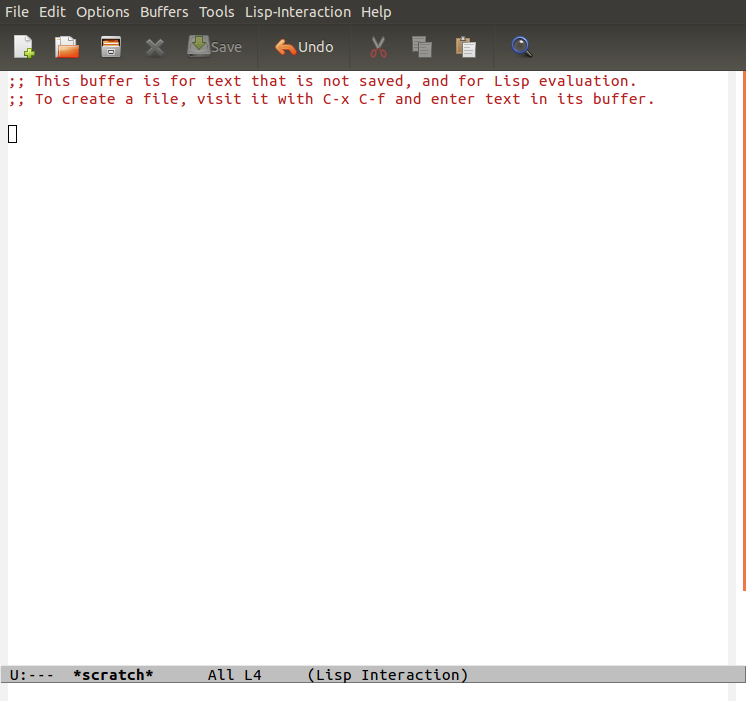 File Edit Options Buffers Tools Lisp-Interaction Help
Save Undo
;; This buffer is for text that is not saved, and for Lisp evaluation.
;; To create a file, visit it with C-x C-f and enter text in its buffer.
U:---  *scratch*      All L4     (Lisp Interaction)